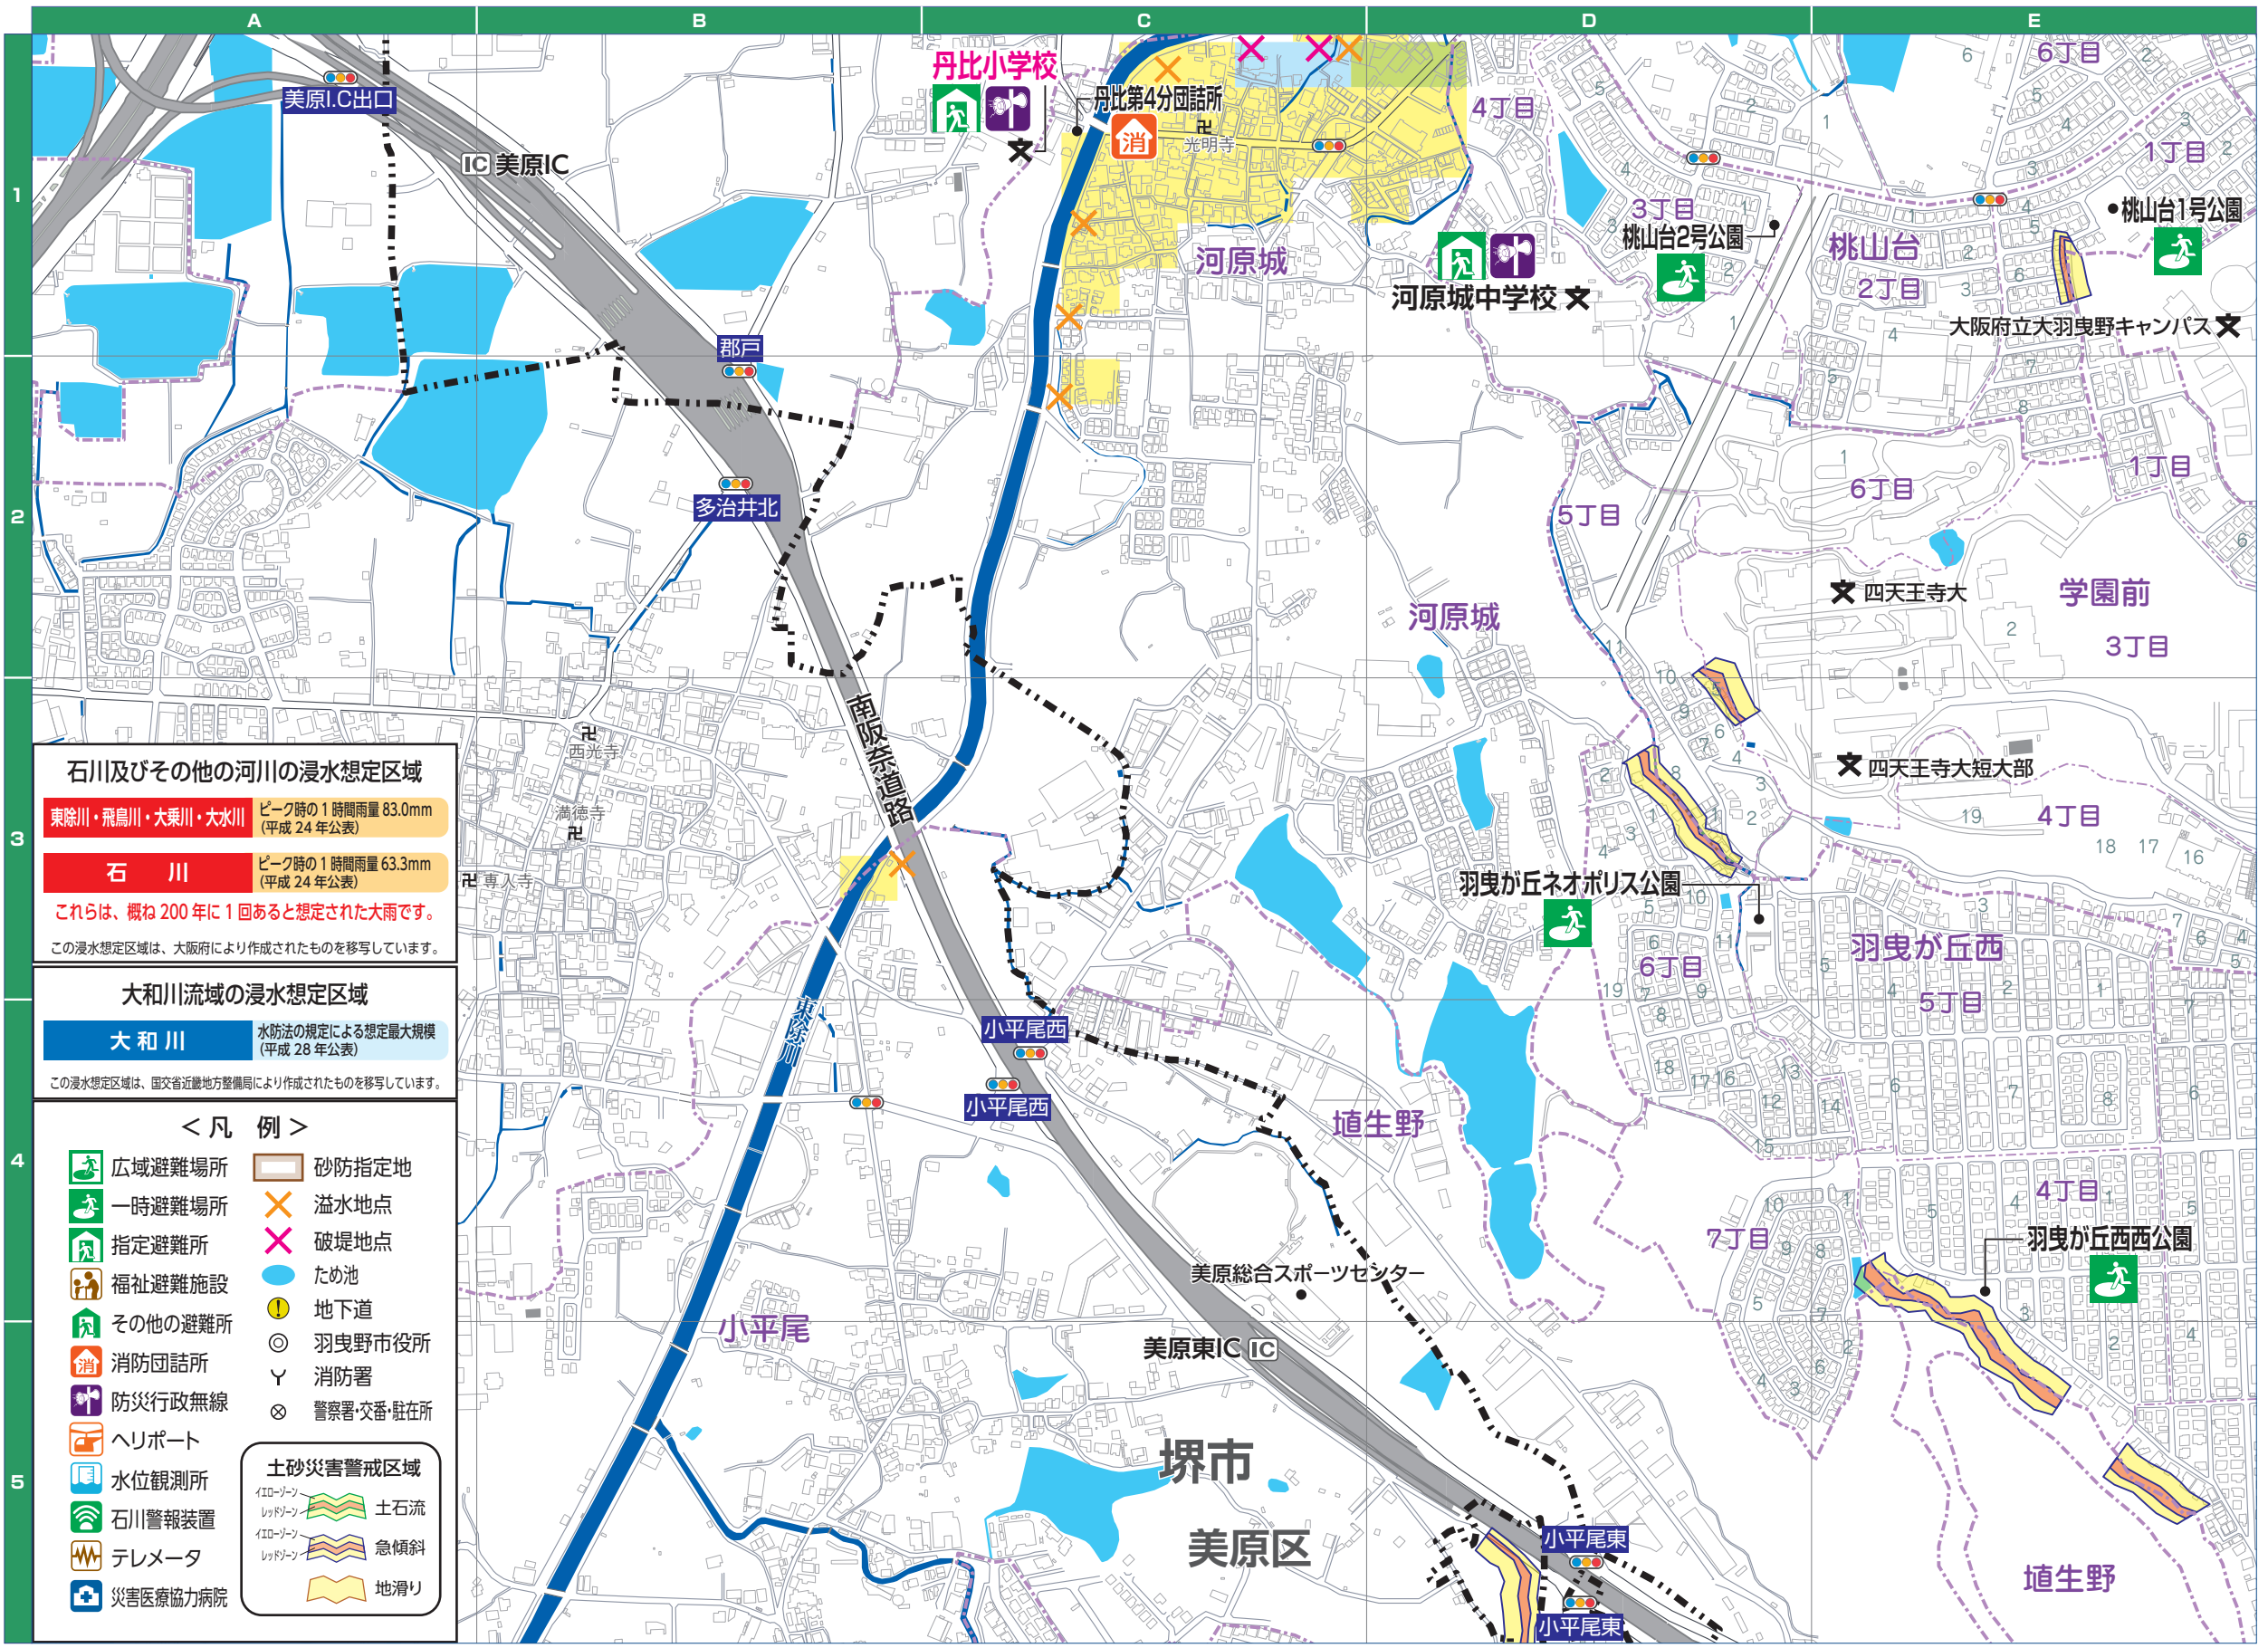 A B C D E
1
2
3
4
5
美原I.C出口
IC 美原IC
丹比小学校
丹比第4分団詰所
消
光明寺
河原城
河原城中学校
4丁目
3丁目
桃山台2号公園
桃山台
2丁目
6丁目
1丁目
桃山台1号公園
大阪府立大羽曳野キャンパス
郡戸
多治井北
5丁目
6丁目
1丁目
四天王寺大
学園前
3丁目
河原城
南阪奈道路
西光寺
満徳寺
専入寺
四天王寺大短大部
4丁目
羽曳が丘ネオポリス公園
羽曳が丘西
5丁目
6丁目
東除川
小平尾西
小平尾西
埴生野
4丁目
7丁目
羽曳が丘西西公園
美原総合スポーツセンター
小平尾
美原東IC IC
堺市
美原区
小平尾東
小平尾東
埴生野
石川及びその他の河川の浸水想定区域
東除川・飛鳥川・大乗川・大水川
ピーク時の1時間雨量 83.0mm
(平成 24 年公表)
石 川
ピーク時の1時間雨量 63.3mm
(平成 24 年公表)
これらは、概ね 200 年に 1 回あると想定された大雨です。
この浸水想定区域は、大阪府により作成されたものを移写しています。
大和川流域の浸水想定区域
大 和 川
水防法の規定による想定最大規模
(平成 28 年公表)
この浸水想定区域は、国交省近畿地方整備局により作成されたものを移写しています。
＜凡 例＞
広域避難場所
一時避難場所
指定避難所
福祉避難施設
その他の避難所
消防団詰所
防災行政無線
ヘリポート
水位観測所
石川警報装置
テレメータ
災害医療協力病院
砂防指定地
溢水地点
破堤地点
ため池
地下道
羽曳野市役所
消防署
警察署・交番・駐在所
土砂災害警戒区域
イエローゾーン
レッドゾーン
土石流
イエローゾーン
レッドゾーン
急傾斜
地滑り